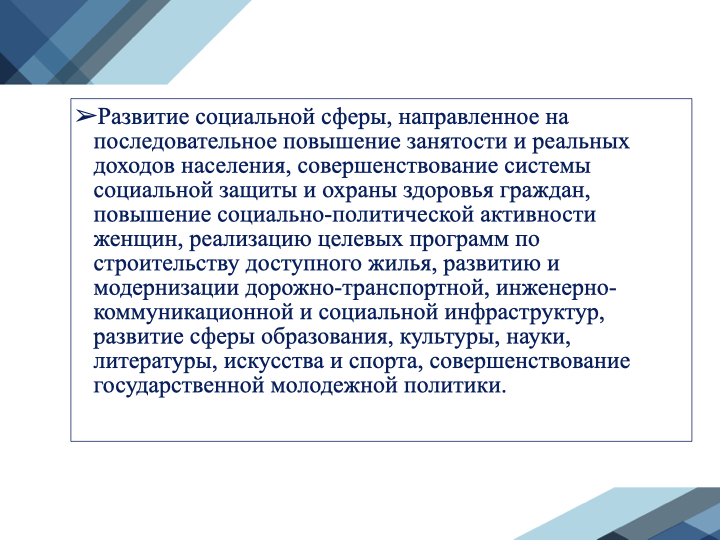 ➢Развитие социальной сферы, направленное на
последовательное повышение занятости и реальных
доходов населения, совершенствование системы
социальной защиты и охраны здоровья граждан,
повышение социально-политической активности
женщин, реализацию целевых программ по
строительству доступного жилья, развитию и
модернизации дорожно-транспортной, инженерно-
коммуникационной и социальной инфраструктур,
развитие сферы образования, культуры, науки,
литературы, искусства и спорта, совершенствование
государственной молодежной политики.